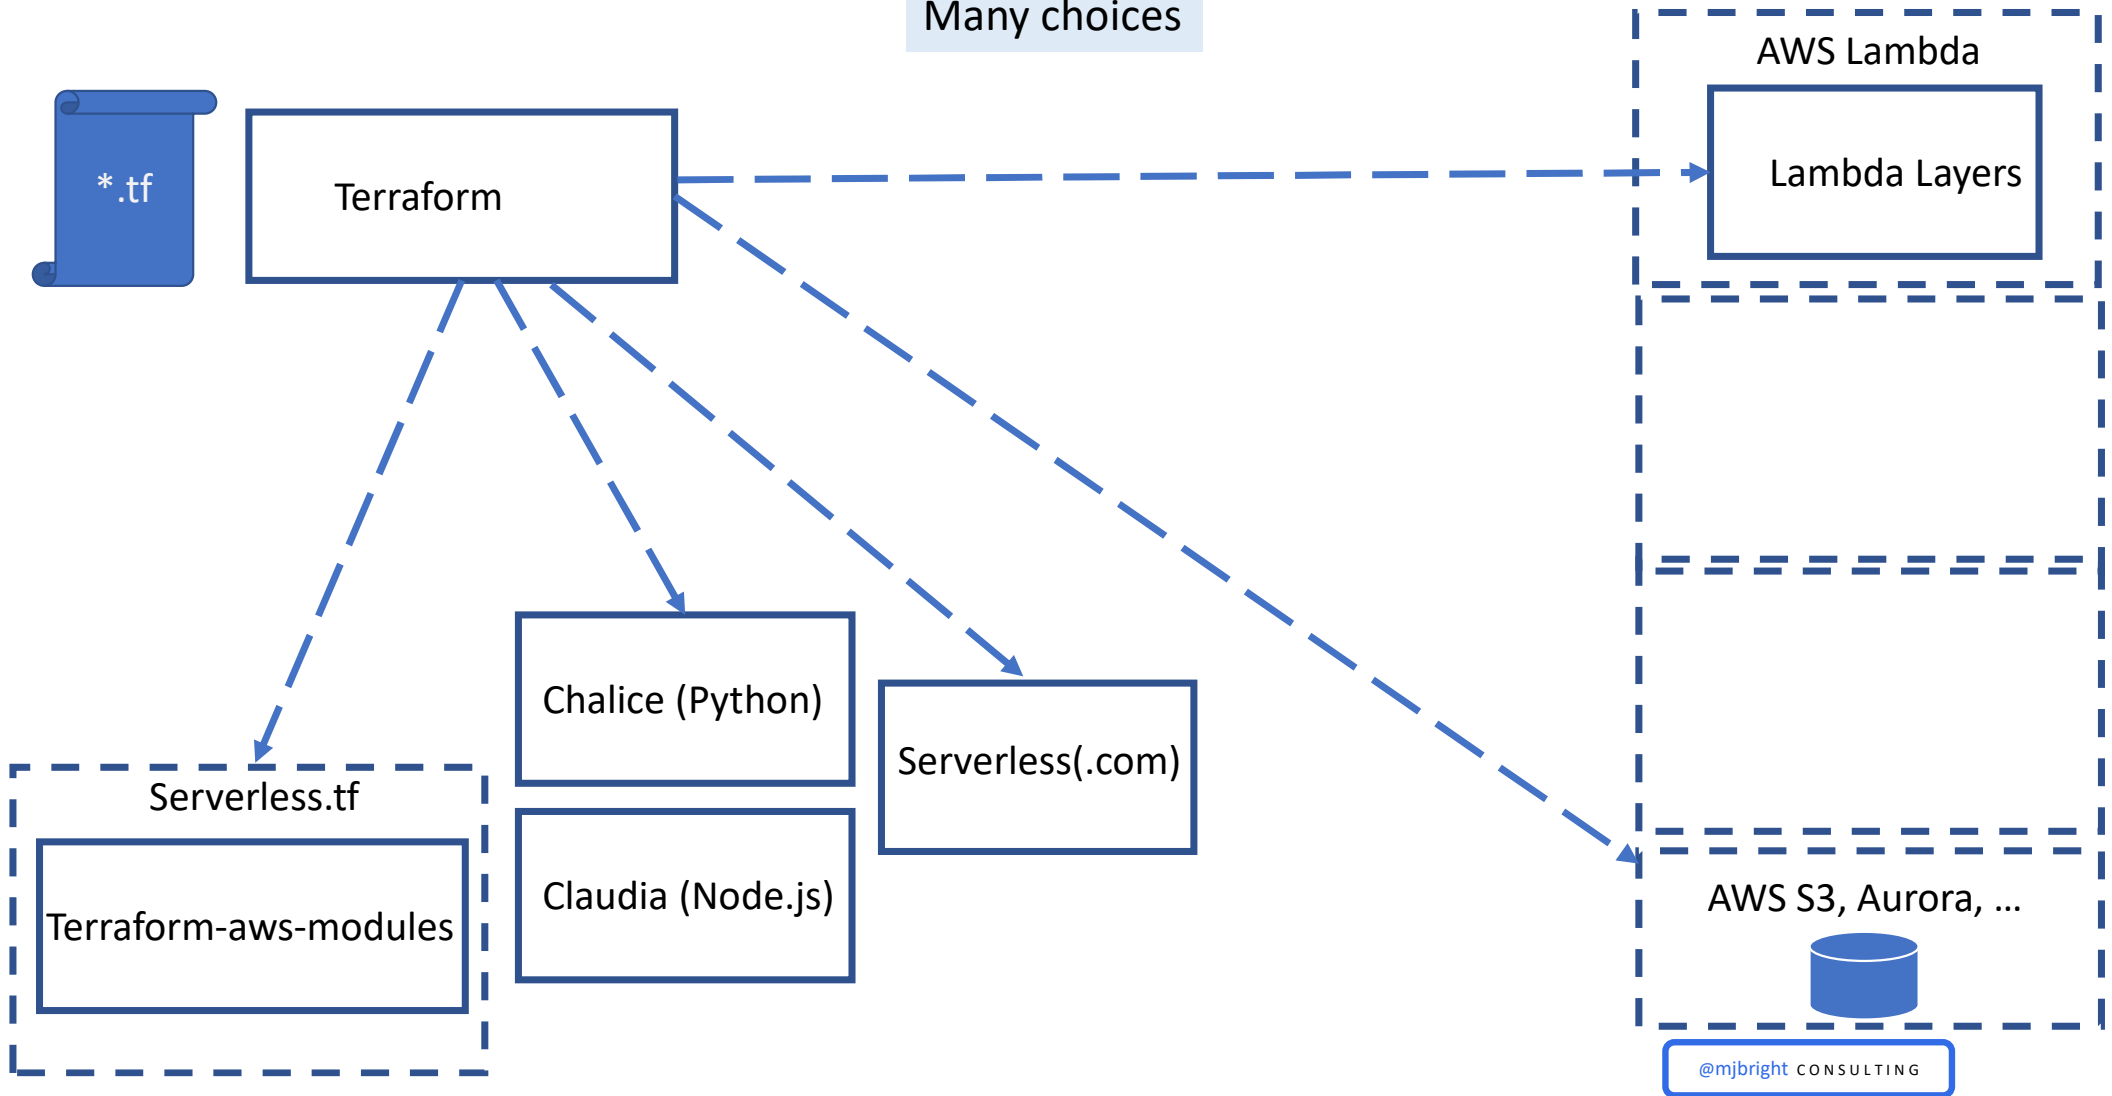 Many choices
AWS Lambda
*.tf
Terraform
Lambda Layers
Chalice (Python)
Serverless(.com)
Serverless.tf
Terraform-aws-modules
Claudia (Node.js)
AWS S3, Aurora, …
@mjbright CONSULTING